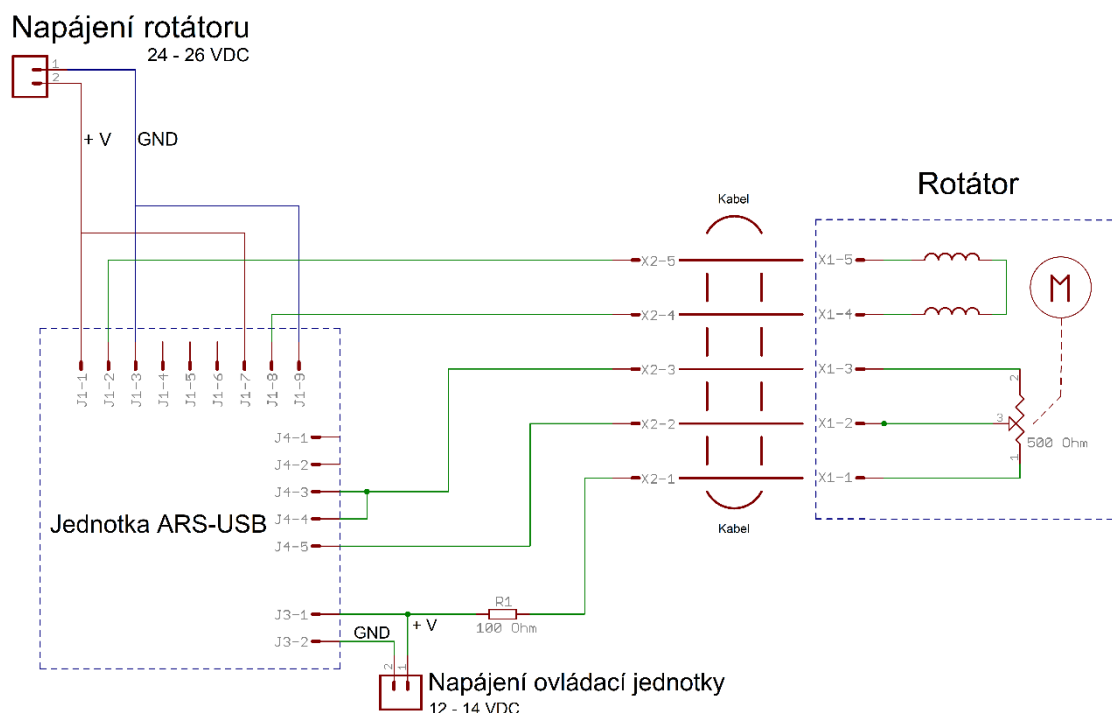 Napájení rotátoru
24 - 26 VDC
1
2
+ V
GND
Rotátor
Kabel
X2-5
X1-5
M
X2-4
X1-4
X2-3
X1-3
2
X2-2
X1-2
3
500 Ohm
1
X2-1
X1-1
Kabel
J1-1
J1-2
J1-3
J1-4
J1-5
J1-6
J1-7
J1-8
J1-9
J4-1
J4-2
J4-3
J4-4
J4-5
Jednotka ARS-USB
J3-1
J3-2
R1
100 Ohm
GND
+ V
2
1
Napájení ovládací jednotky
12 - 14 VDC